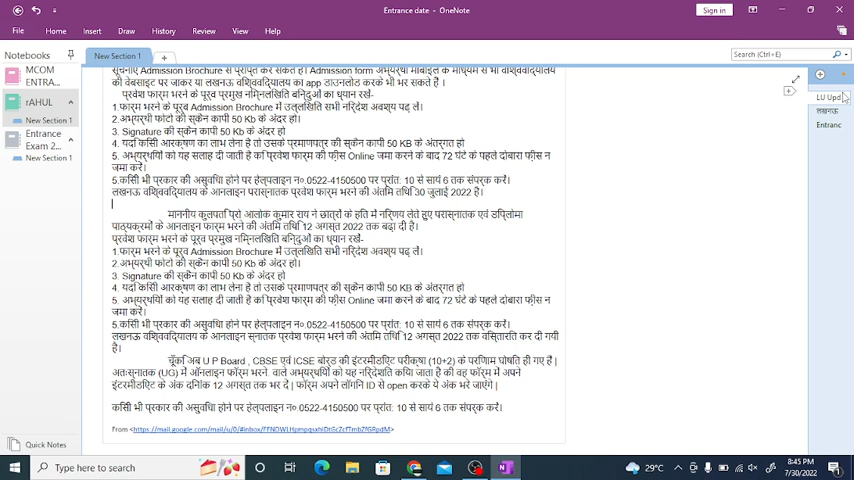 Entrance date - OneNote
Sign in
File Home Insert Draw History Review View
Notebooks
New Section 1
Search (Ctrl+E)
MCOM
ENTRA...
rAHUL
New Section 1
Entrance
Exam 2...
New Section 1
LU Upd
लखनऊ
Entranc
सूचनाएं Admission Brochure से प्राप्त कर सकते है। Admission form अभ्यर्थी मोबाइल के माध्यम से भी विश्वविद्यालय
की वेबसाइट पर जाकर या लखनऊ विश्वविद्यालय का app डाउनलोड करके भी भर सकते है ।
प्रवेश फार्म भरने के पूर्व प्रमुख निम्नलिखित बिन्दुओं का ध्यान रखें-
1.फार्म भरने के पूर्व Admission Brochure में उल्लिखित सभी निर्देश अवश्य पढ़ लें।
2.अभ्यर्थी फोटो की स्कैन कापी 50 Kb के अंदर हो।
3. Signature की स्कैन कापी 50 Kb के अंदर हो
4. यदि किसी आरक्षण का लाभ लेना है तो उसके प्रमाणपत्र की स्कैन कापी 50 KB के अंतर्गत हो
5. अभ्यर्थियों को यह सलाह दी जाती है कि प्रवेश फार्म की फ़ीस Online जमा करने के बाद 72 घंटे के पहले दोबारा फ़ीस न
जमा करें।
5.किसी भी प्रकार की असुविधा होने पर हेल्पलाइन न०.0522-4150500 पर प्रात: 10 से सायं 6 तक संपर्क करें।
लखनऊ विश्वविद्यालय के आनलाइन परास्नातक प्रवेश फार्म भरने की अंतिम तिथि 30 जुलाई 2022 है।
माननीय कुलपति प्रो आलोक कुमार राय ने छात्रों के हित में निर्णय लेते हुए परास्नातक एवं डिप्लोमा
पाठ्यक्रमों के आनलाइन फार्म भरने की अंतिम तिथि 12 अगस्त 2022 तक बढ़ा दी है।
प्रवेश फार्म भरने के पूर्व प्रमुख निम्नलिखित बिन्दुओं का ध्यान रखें-
1.फार्म भरने के पूर्व Admission Brochure में उल्लिखित सभी निर्देश अवश्य पढ़ लें।
2.अभ्यर्थी फोटो की स्कैन कापी 50 Kb के अंदर हो।
3. Signature की स्कैन कापी 50 Kb के अंदर हो
4. यदि किसी आरक्षण का लाभ लेना है तो उसके प्रमाणपत्र की स्कैन कापी 50 KB के अंतर्गत हो
5. अभ्यर्थियों को यह सलाह दी जाती है कि प्रवेश फार्म की फ़ीस Online जमा करने के बाद 72 घंटे के पहले दोबारा फ़ीस न
जमा करें।
5.किसी भी प्रकार की असुविधा होने पर हेल्पलाइन न०.0522-4150500 पर प्रात: 10 से सायं 6 तक संपर्क करें।
लखनऊ विश्वविद्यालय के आनलाइन स्नातक प्रवेश फार्म भरने की अंतिम तिथि 12 अगस्त 2022 तक विस्तारित कर दी गयी
है।
चूँकि अब U P Board , CBSE एवं ICSE बोर्ड की इंटरमीडिएट परीक्षा (10+2) के परिणाम घोषित हो गए हैं |
अतः स्नातक (UG) में ऑनलाइन फॉर्म भरने वाले अभ्यर्थियों को यह निर्देशित किया जाता है की वह फॉर्म में अपने
इंटरमीडिएट के अंक दिनांक 12 अगस्त तक भर दें | फॉर्म अपने लॉगिन ID से open करके ये अंक भरे जाएंगे |
किसी भी प्रकार की असुविधा होने पर हेल्पलाइन न०.0522-4150500 पर प्रात: 10 से सायं 6 तक संपर्क करें।
Quick Notes
Type here to search
29°C
8:45 PM
7/30/2022